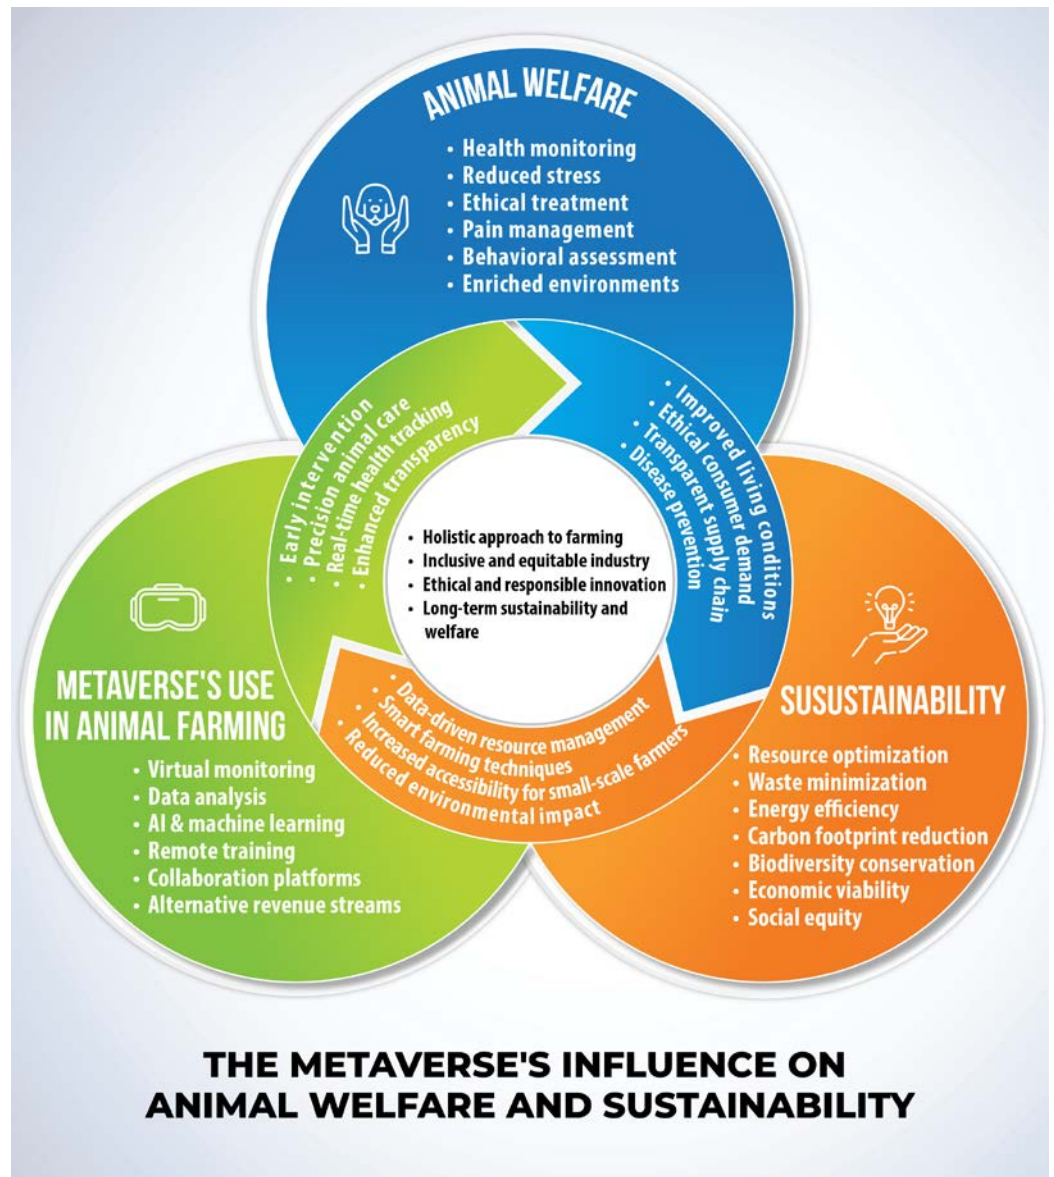 ANIMAL WELFARE
• Health monitoring
• Reduced stress
• Ethical treatment
• Pain management
• Behavioral assessment
• Enriched environments
• Early intervention
• Precision animal care
• Real-time health tracking
• Enhanced transparency
• Improved living conditions
• Ethical consumer demand
• Transparent supply chain
• Disease prevention
• Holistic approach to farming
• Inclusive and equitable industry
• Ethical and responsible innovation
• Long-term sustainability and
welfare
• Data-driven resource management
• Smart farming techniques
• Increased accessibility for small-scale farmers
• Reduced environmental impact
METAVERSE'S USE
IN ANIMAL FARMING
• Virtual monitoring
• Data analysis
• AI & machine learning
• Remote training
• Collaboration platforms
• Alternative revenue streams
SUSUSTAINABILITY
• Resource optimization
• Waste minimization
• Energy efficiency
• Carbon footprint reduction
• Biodiversity conservation
• Economic viability
• Social equity
THE METAVERSE'S INFLUENCE ON
ANIMAL WELFARE AND SUSTAINABILITY